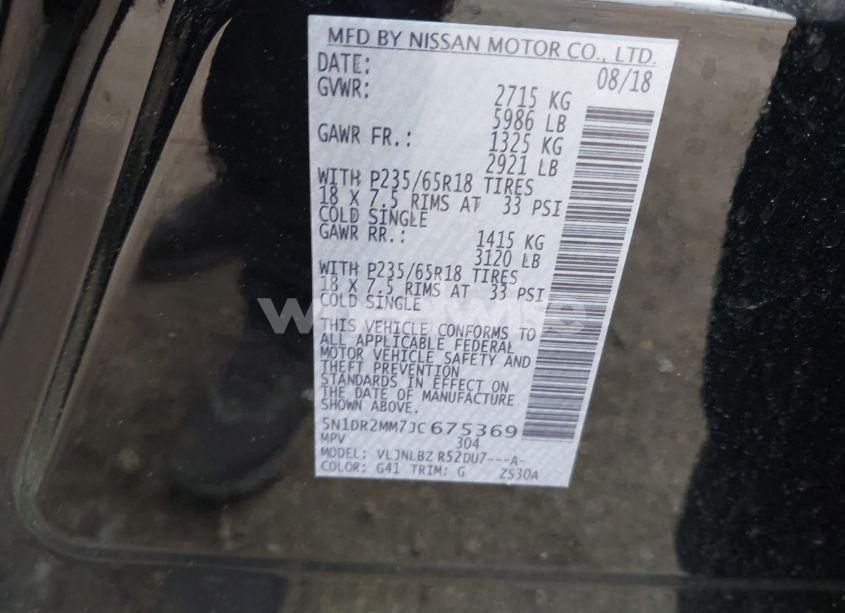 MFD BY NISSAN MOTOR CO., LTD.
DATE: 08/18
GVWR: 2715 KG
5986 LB
GAWR FR.: 1325 KG
2921 LB
WITH P235/65R18 TIRES
18 X 7.5 RIMS AT 33 PSI
COLD SINGLE
GAWR RR.: 1415 KG
3120 LB
WITH P235/65R18 TIRES
18 X 7.5 RIMS AT 33 PSI
COLD SINGLE
THIS VEHICLE CONFORMS TO
ALL APPLICABLE FEDERAL
MOTOR VEHICLE SAFETY AND
THEFT PREVENTION
STANDARDS IN EFFECT ON
THE DATE OF MANUFACTURE
SHOWN ABOVE.
5N1DR2MM7JC675369
MPV 304
MODEL: VLJNLBZ R52DU7---A-
COLOR: G41 TRIM: G ZS30A